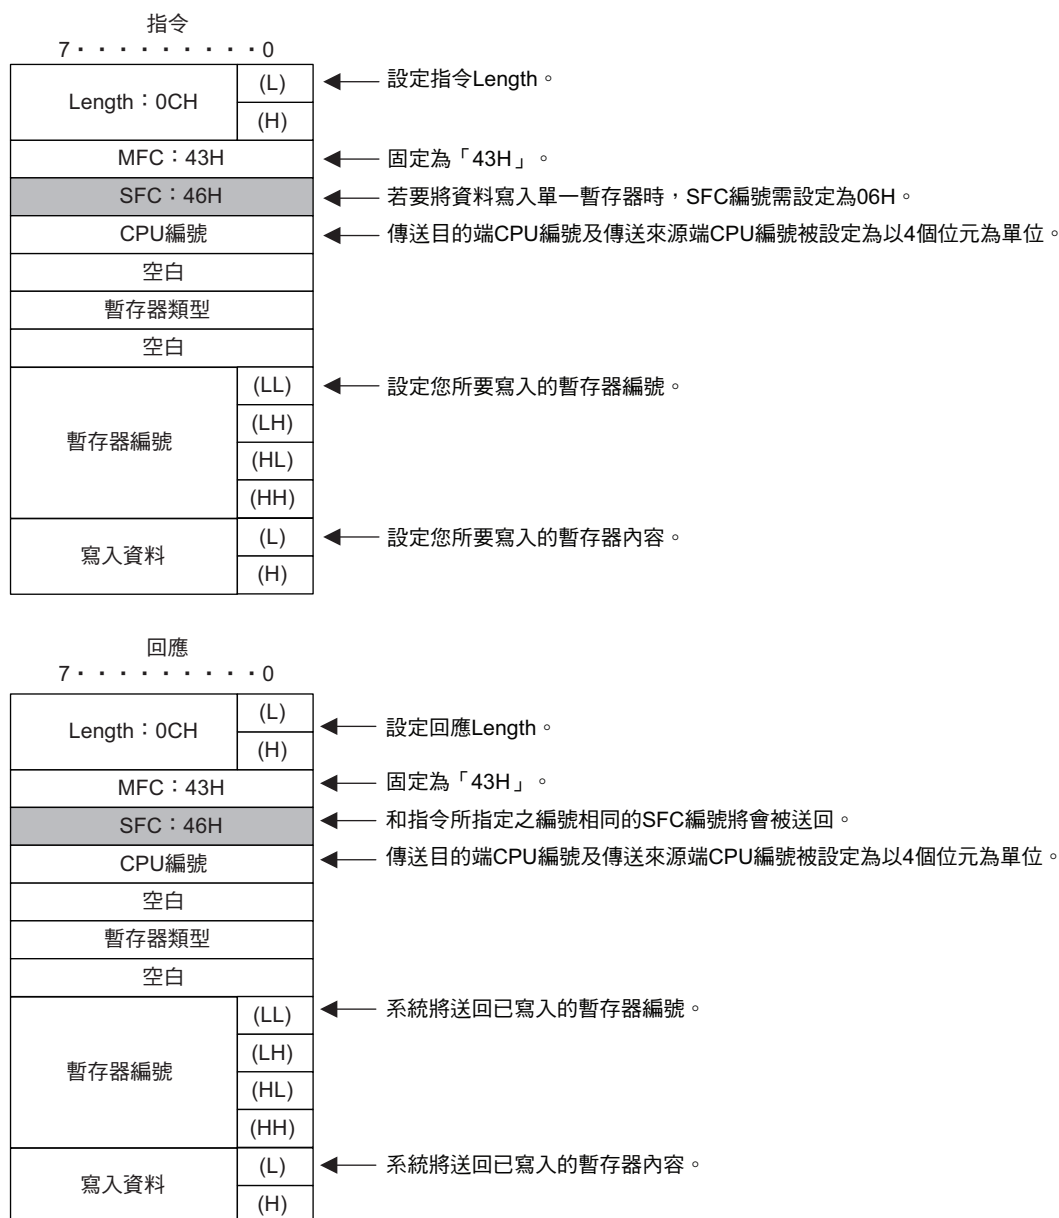 指令
7・・・・・・・・・0
Length：0CH (L) 設定指令Length。
(H)
MFC：43H 固定為「43H」。
SFC：46H 若要將資料寫入單一暫存器時，SFC編號需設定為06H。
CPU編號 傳送目的端CPU編號及傳送來源端CPU編號被設定為以4個位元為單位。
空白
暫存器類型
空白
暫存器編號 (LL) 設定您所要寫入的暫存器編號。
(LH)
(HL)
(HH)
寫入資料 (L) 設定您所要寫入的暫存器內容。
(H)
回應
7・・・・・・・・・0
Length：0CH (L) 設定回應Length。
(H)
MFC：43H 固定為「43H」。
SFC：46H 和指令所指定之編號相同的SFC編號將會被送回。
CPU編號 傳送目的端CPU編號及傳送來源端CPU編號被設定為以4個位元為單位。
空白
暫存器類型
空白
暫存器編號 (LL) 系統將送回已寫入的暫存器編號。
(LH)
(HL)
(HH)
寫入資料 (L) 系統將送回已寫入的暫存器內容。
(H)